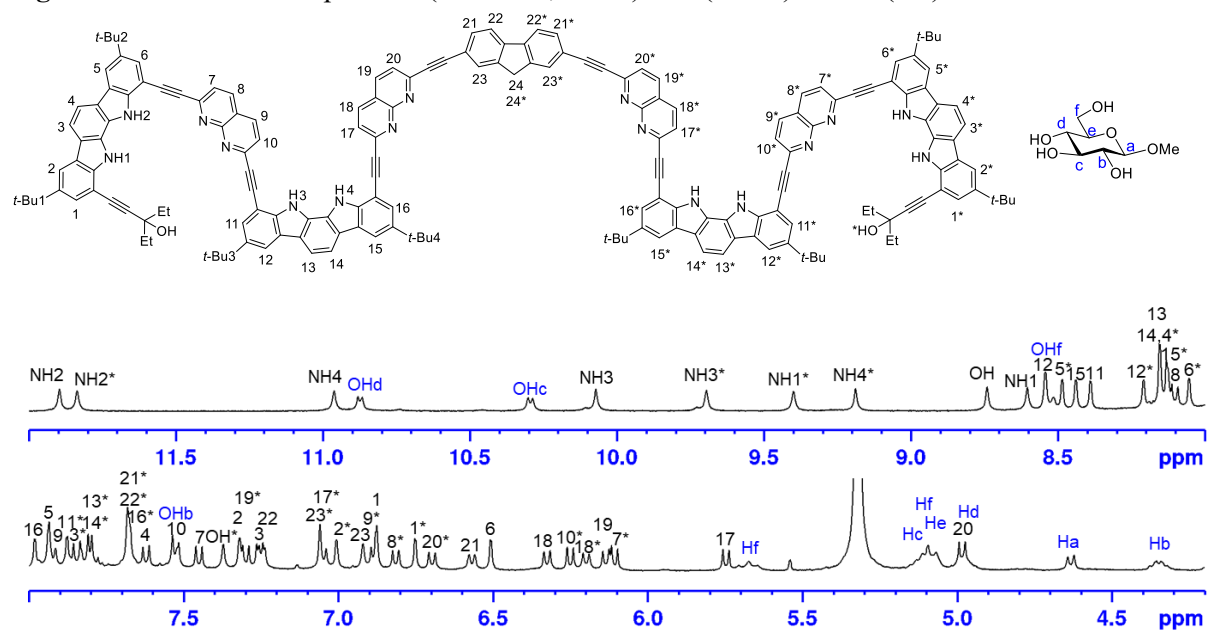 t-Bu2 6 21 22 22* 21* 6* t-Bu
5 7 8 20 23 24 23* 20* 8* 7* 5*
4 NH2 N 19 24* 19* 9* N NH 4*
3 N 9 18 N N 18* N 3*
NH1 10 17 N N 17* 10* NH
2 2*
t-Bu1 NH3 NH4 NH NH t-Bu
1 11 16 16* 11* 1*
Et OH Et t-Bu3 t-Bu4 t-Bu t-Bu Et *HO Et
12 13 14 15 15* 14* 13* 12*
f OH
d HO e O a OMe
HO c b OH
NH2 NH2* NH4 OHd OHc NH3 NH3* NH1* NH4* OH NH1 OHf 12 5* 15 11 12* 13 14 4* 5* 8 6*
11.5 11.0 10.5 10.0 9.5 9.0 8.5 ppm
16 5 9 11* 3* 13* 14* 21* 22* 16* 4 OHb 10 7 OH* 2 19* 3 22 17* 23* 2* 23 9* 1 8* 1* 20* 21 6 18 10* 18* 19 7* 17 Hf Hc Hf He Hd 20 Ha Hb
7.5 7.0 6.5 6.0 5.5 5.0 4.5 ppm